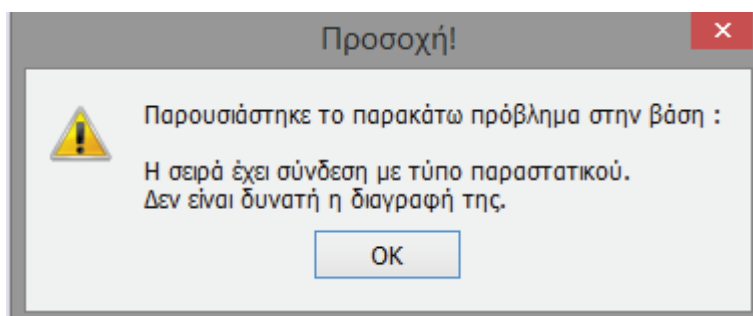 Προσοχή!
Παρουσιάστηκε το παρακάτω πρόβλημα στην βάση :
Η σειρά έχει σύνδεση με τύπο παραστατικού.
Δεν είναι δυνατή η διαγραφή της.
OK